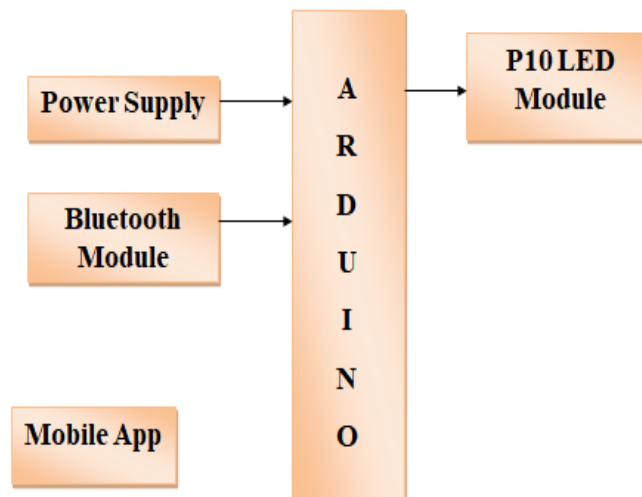 Power Supply
Bluetooth
Module
Mobile App
A
R
D
U
I
N
O
P10 LED
Module